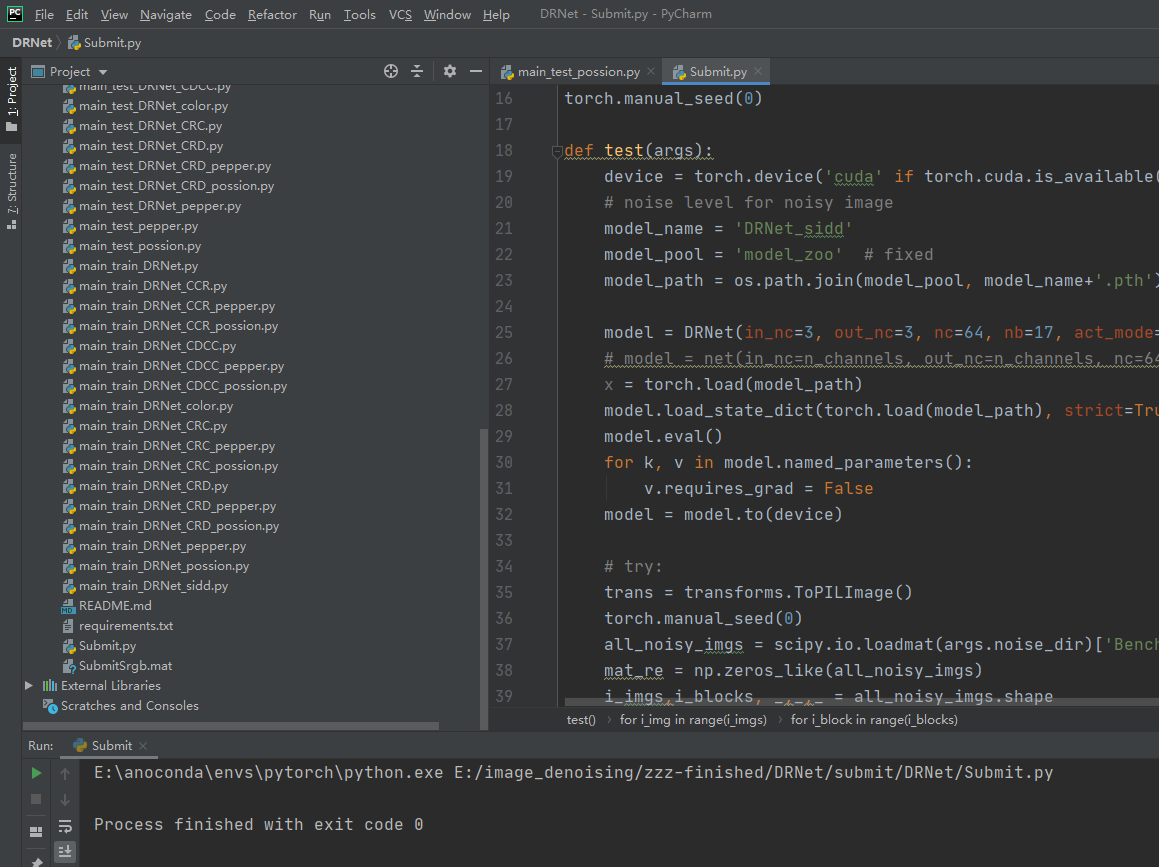 PC File Edit View Navigate Code Refactor Run Tools VCS Window Help DRNet - Submit.py - PyCharm
DRNet Submit.py
1: Project
7: Structure
Project
main_test_DRNet_CDCC.py
main_test_DRNet_color.py
main_test_DRNet_CRC.py
main_test_DRNet_CRD.py
main_test_DRNet_CRD_pepper.py
main_test_DRNet_CRD_possion.py
main_test_DRNet_pepper.py
main_test_pepper.py
main_test_possion.py
main_train_DRNet.py
main_train_DRNet_CCR.py
main_train_DRNet_CCR_pepper.py
main_train_DRNet_CCR_possion.py
main_train_DRNet_CDCC.py
main_train_DRNet_CDCC_pepper.py
main_train_DRNet_CDCC_possion.py
main_train_DRNet_color.py
main_train_DRNet_CRC.py
main_train_DRNet_CRC_pepper.py
main_train_DRNet_CRC_possion.py
main_train_DRNet_CRD.py
main_train_DRNet_CRD_pepper.py
main_train_DRNet_CRD_possion.py
main_train_DRNet_pepper.py
main_train_DRNet_possion.py
main_train_DRNet_sidd.py
README.md
requirements.txt
Submit.py
SubmitSrgb.mat
External Libraries
Scratches and Consoles
main_test_possion.py Submit.py
16 torch.manual_seed(0)
17
18 def test(args):
19 device = torch.device('cuda' if torch.cuda.is_available(
20 # noise level for noisy image
21 model_name = 'DRNet_sidd'
22 model_pool = 'model_zoo' # fixed
23 model_path = os.path.join(model_pool, model_name+'.pth')
24
25 model = DRNet(in_nc=3, out_nc=3, nc=64, nb=17, act_mode=
26 # model = net(in_nc=n_channels, out_nc=n_channels, nc=64
27 x = torch.load(model_path)
28 model.load_state_dict(torch.load(model_path), strict=Tru
29 model.eval()
30 for k, v in model.named_parameters():
31 v.requires_grad = False
32 model = model.to(device)
33
34 # try:
35 trans = transforms.ToPILImage()
36 torch.manual_seed(0)
37 all_noisy_imgs = scipy.io.loadmat(args.noise_dir)['Bench
38 mat_re = np.zeros_like(all_noisy_imgs)
39 i_imgs,i_blocks, _,_,_ = all_noisy_imgs.shape
test() for i_img in range(i_imgs) for i_block in range(i_blocks)
Run: Submit
E:\anoconda\envs\pytorch\python.exe E:/image_denoising/zzz-finished/DRNet/submit/DRNet/Submit.py
Process finished with exit code 0